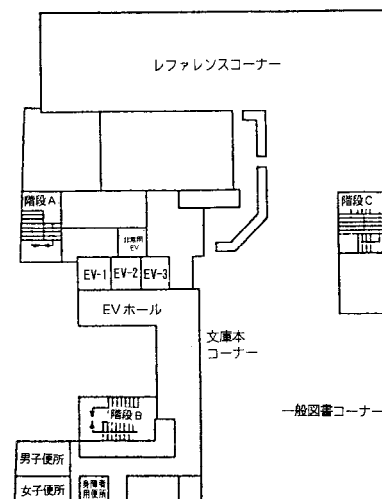 レファレンスコーナー
階段A
階段C
非常用
EV
EV-1
EV-2
EV-3
EVホール
文庫本
コーナー
階段B
一般図書コーナー
男子便所
女子便所
身障者
用便所